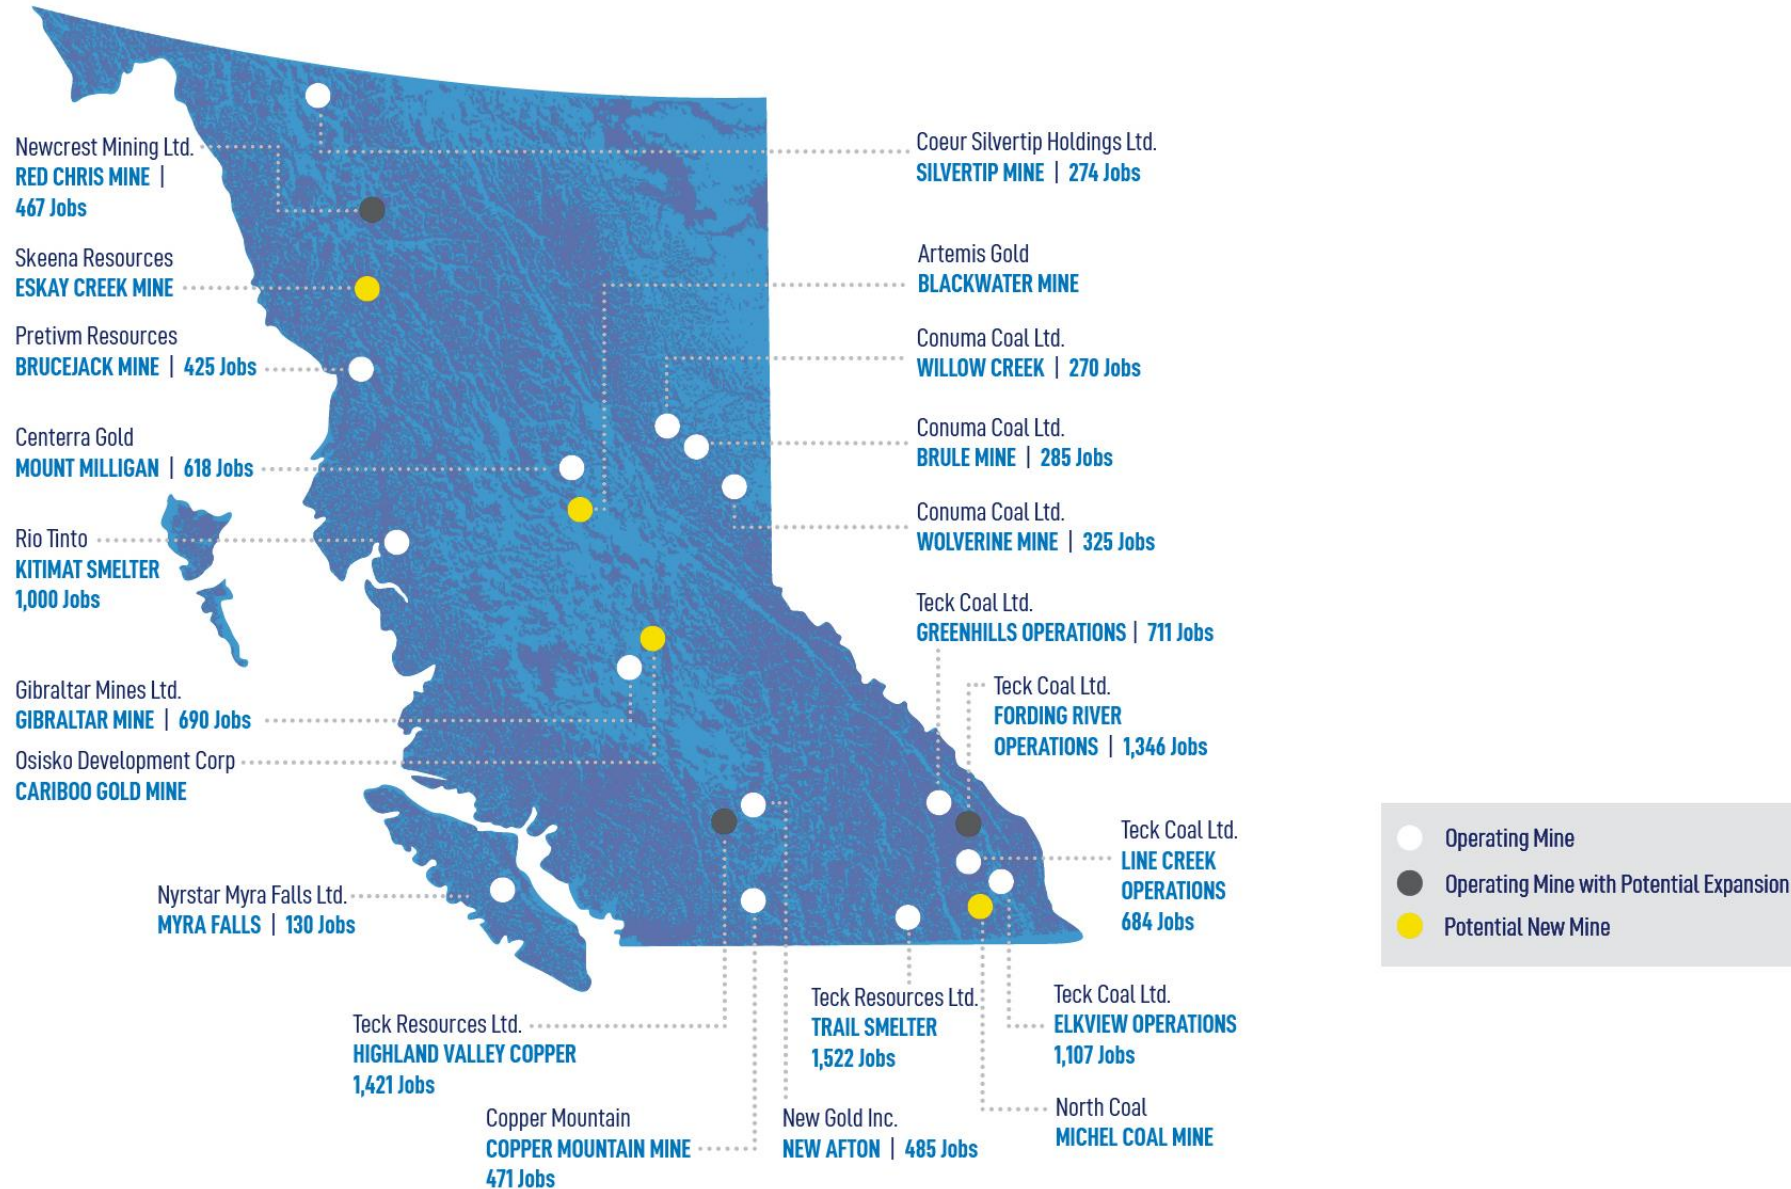 Newcrest Mining Ltd.
RED CHRIS MINE |
467 Jobs
Skeena Resources
ESKAY CREEK MINE
Pretivm Resources
BRUCEJACK MINE | 425 Jobs
Centerra Gold
MOUNT MILLIGAN | 618 Jobs
Rio Tinto
KITIMAT SMELTER
1,000 Jobs
Gibraltar Mines Ltd.
GIBRALTAR MINE | 690 Jobs
Osisko Development Corp
CARIBOO GOLD MINE
Nyrstar Myra Falls Ltd.
MYRA FALLS | 130 Jobs
Teck Resources Ltd.
HIGHLAND VALLEY COPPER
1,421 Jobs
Copper Mountain
COPPER MOUNTAIN MINE
471 Jobs
New Gold Inc.
NEW AFTON | 485 Jobs
Teck Resources Ltd.
TRAIL SMELTER
1,522 Jobs
Teck Coal Ltd.
ELKVIEW OPERATIONS
1,107 Jobs
North Coal
MICHEL COAL MINE
Coeur Silvertip Holdings Ltd.
SILVERTIP MINE | 274 Jobs
Artemis Gold
BLACKWATER MINE
Conuma Coal Ltd.
WILLOW CREEK | 270 Jobs
Conuma Coal Ltd.
BRULE MINE | 285 Jobs
Conuma Coal Ltd.
WOLVERINE MINE | 325 Jobs
Teck Coal Ltd.
GREENHILLS OPERATIONS | 711 Jobs
Teck Coal Ltd.
FORDING RIVER
OPERATIONS | 1,346 Jobs
Teck Coal Ltd.
LINE CREEK
OPERATIONS
684 Jobs
Operating Mine
Operating Mine with Potential Expansion
Potential New Mine